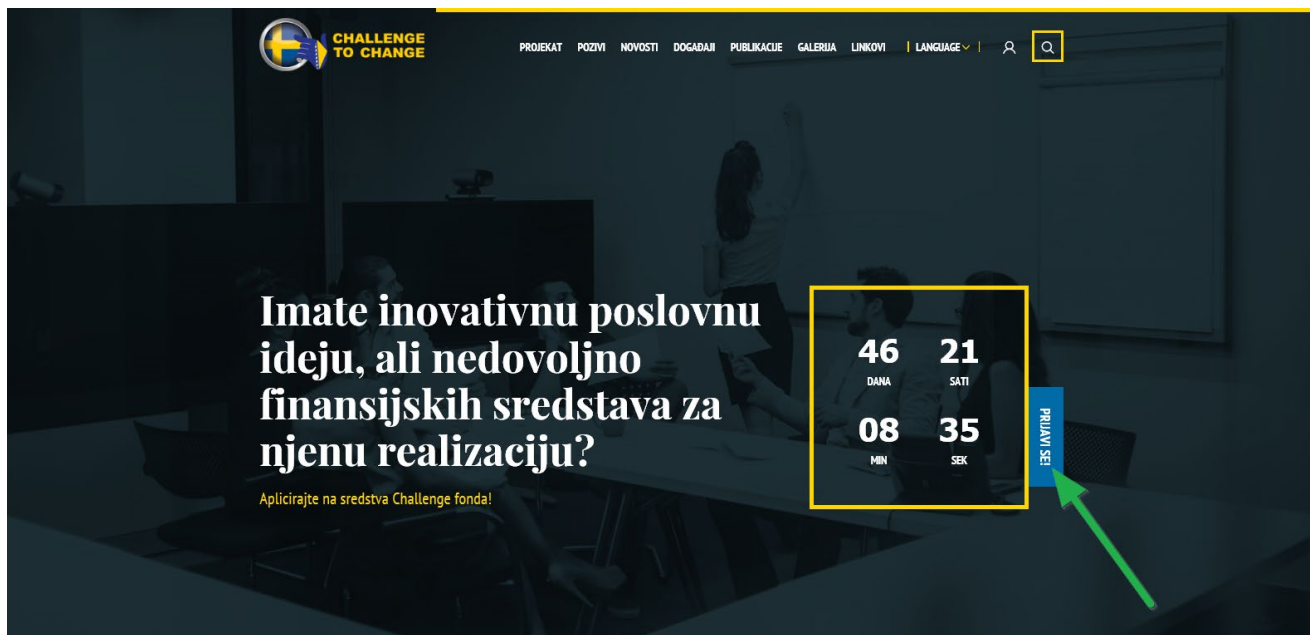 CHALLENGE
TO CHANGE
PROJEKAT POZIVI NOVOSTI DOGAĐAJI PUBLIKACIJE GALERIJA LINKOVI | LANGUAGE |
Imate inovativnu poslovnu
ideju, ali nedovoljno
finansijskih sredstava za
njenu realizaciju?
Aplicirajte na sredstva Challenge fonda!
46 21
DANA SATI
08 35
MIN SEK
PRIJAVI SE!